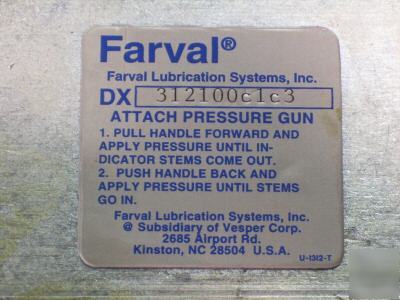 Farval®
Farval Lubrication Systems, Inc.
DX 312100c1c3
ATTACH PRESSURE GUN
1. PULL HANDLE FORWARD AND
APPLY PRESSURE UNTIL IN-
DICATOR STEMS COME OUT.
2. PUSH HANDLE BACK AND
APPLY PRESSURE UNTIL STEMS
GO IN.
Farval Lubrication Systems, Inc.
@ Subsidiary of Vesper Corp.
2685 Airport Rd.
Kinston, NC 28504 U.S.A.
U-1312-T